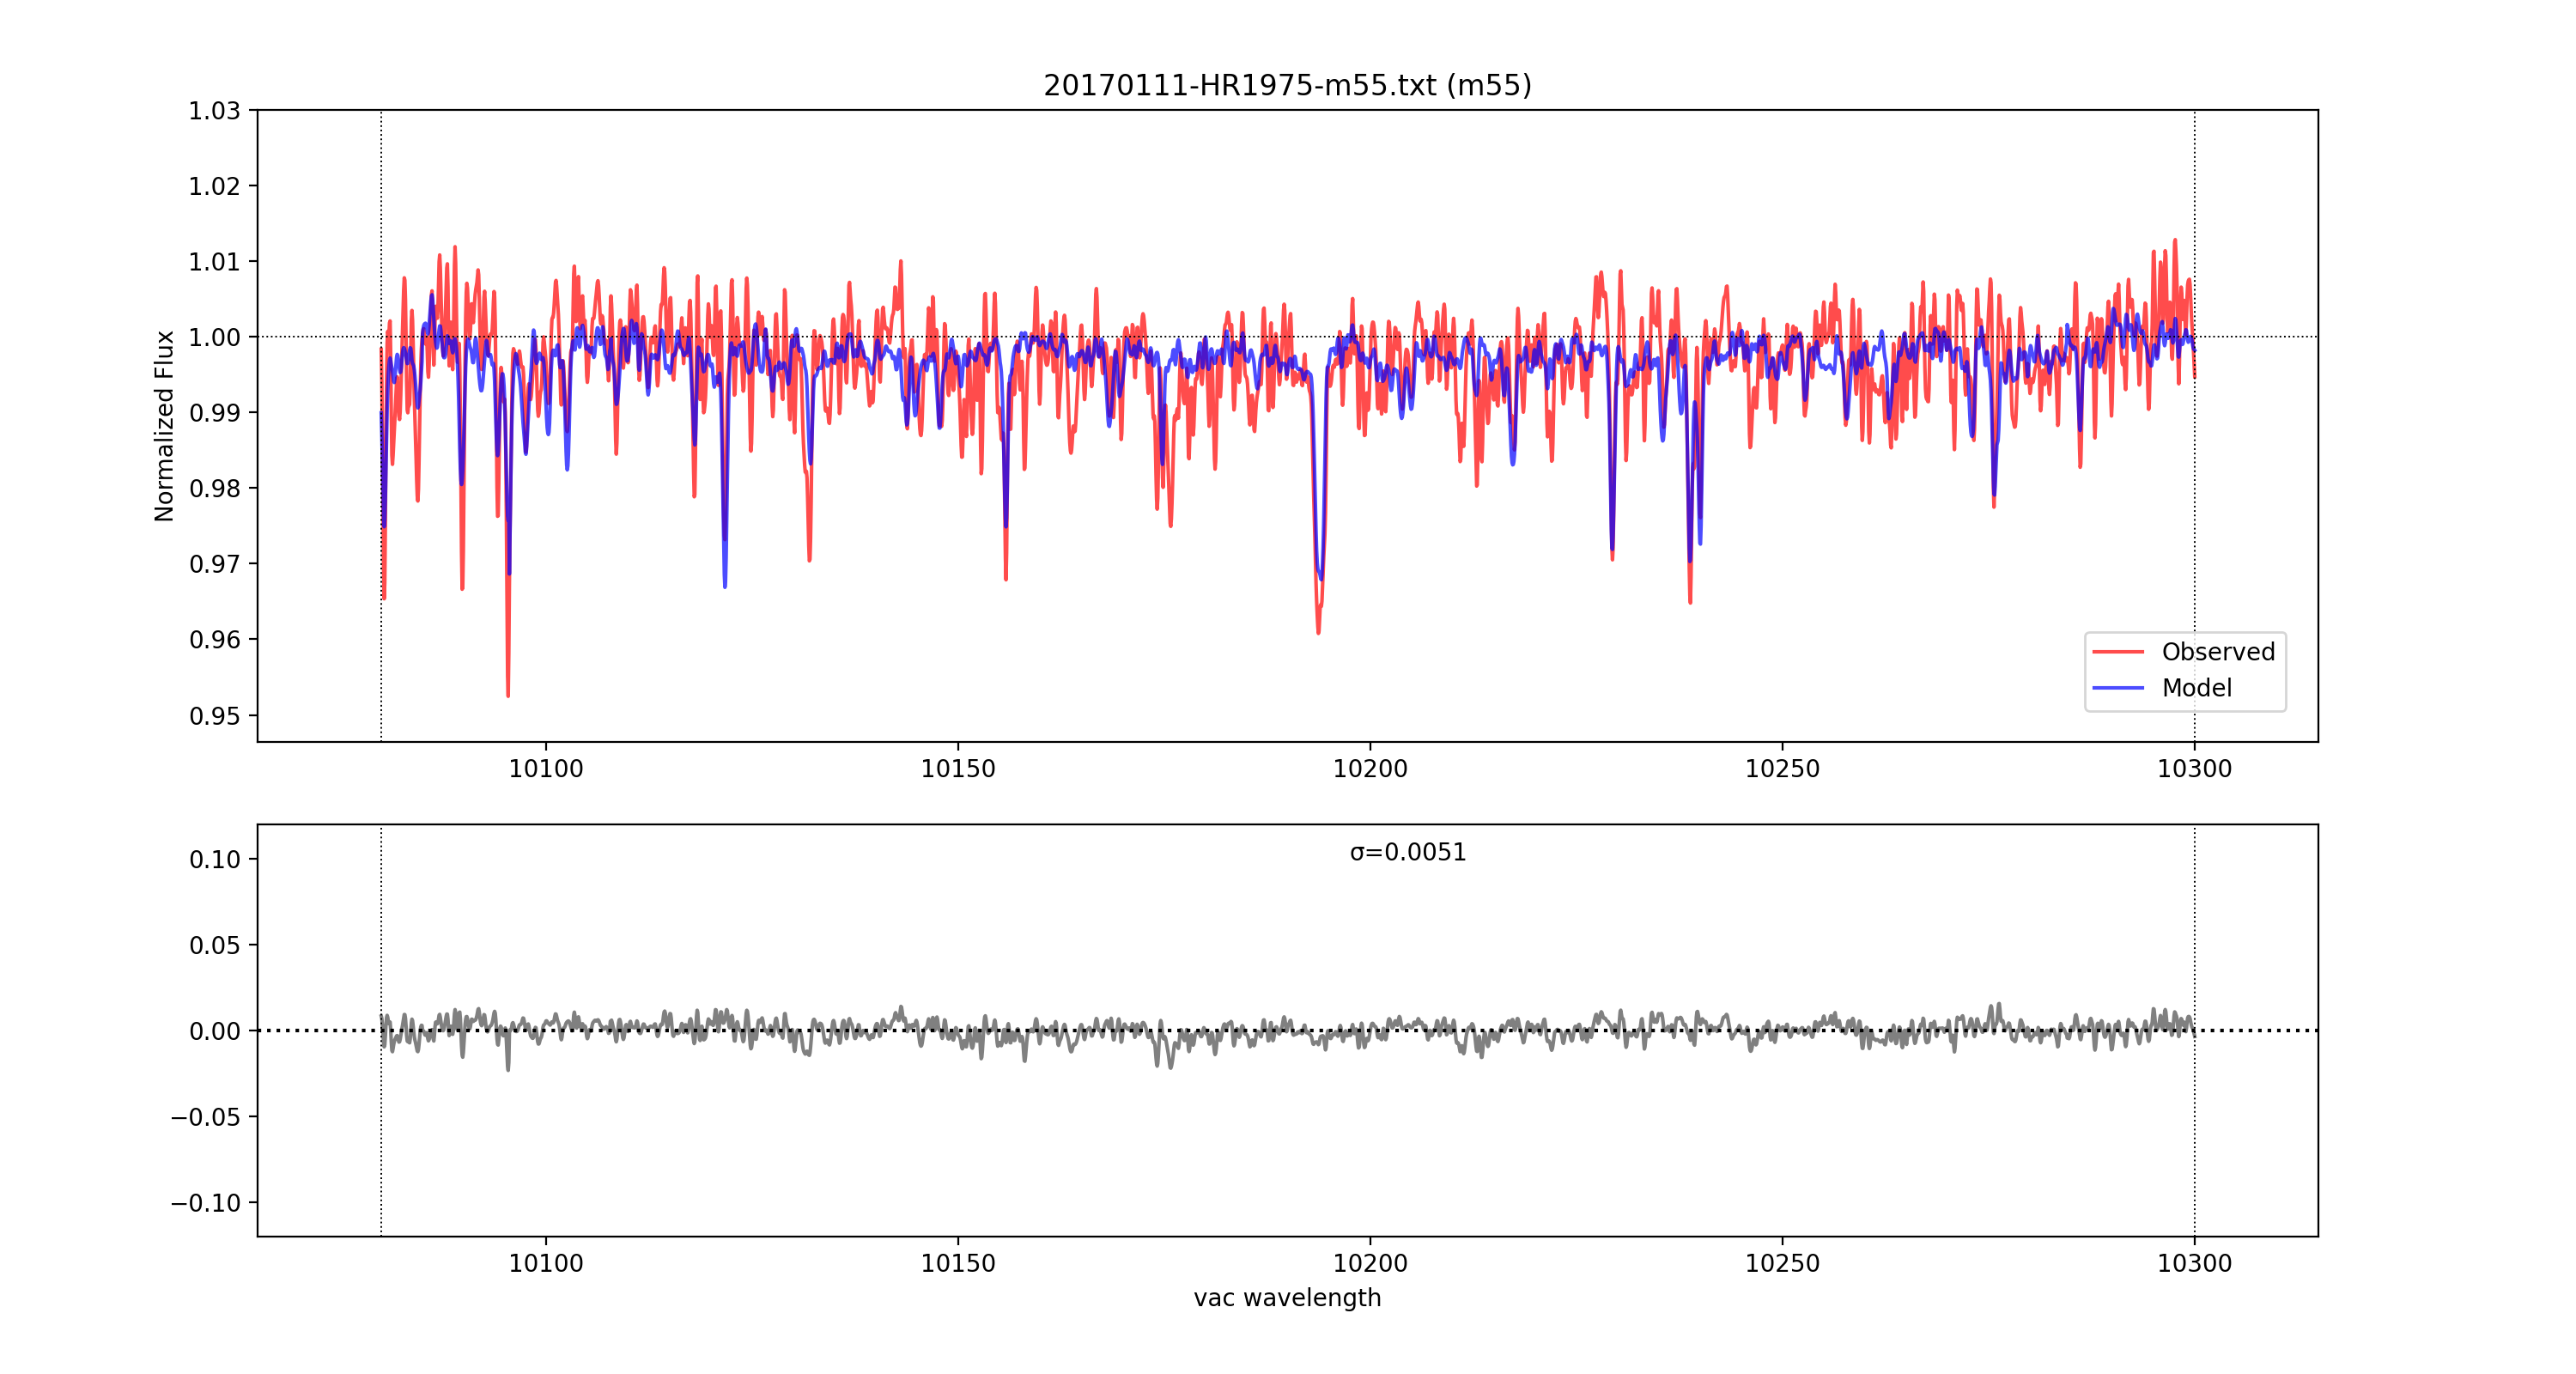 20170111-HR1975-m55.txt (m55)
Normalized Flux
1.03
1.02
1.01
1.00
0.99
0.98
0.97
0.96
0.95
Observed
Model
10100 10150 10200 10250 10300
σ=0.0051
0.10
0.05
0.00
−0.05
−0.10
10100 10150 10200 10250 10300
vac wavelength